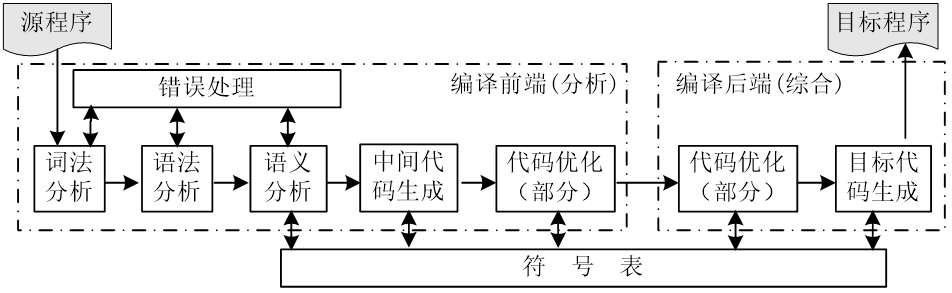 源程序
目标程序
错误处理
编译前端(分析)
编译后端(综合)
词法
分析
语法
分析
语义
分析
中间代
码生成
代码优化
（部分）
代码优化
（部分）
目标代
码生成
符 号 表